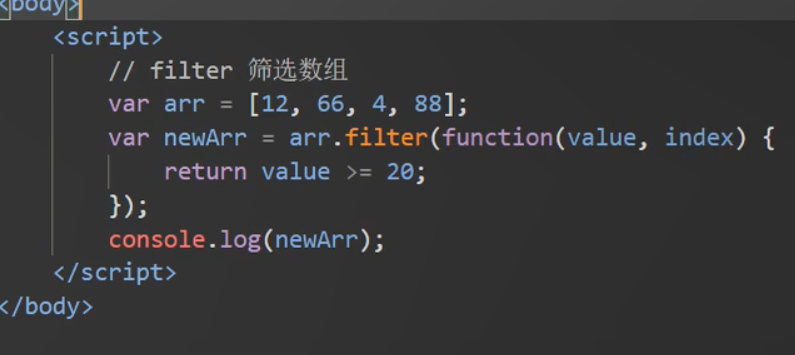 <body>
<script>
// filter 筛选数组
var arr = [12, 66, 4, 88];
var newArr = arr.filter(function(value, index) {
return value >= 20;
});
console.log(newArr);
</script>
</body>